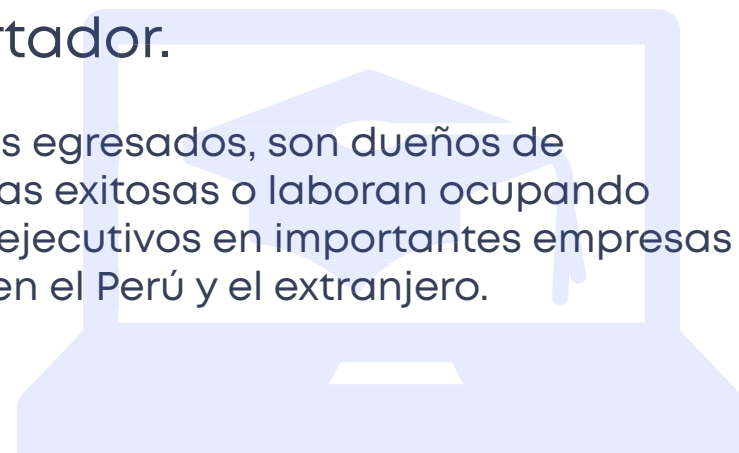 rtador.
s egresados, son dueños de
as exitosas o laboran ocupando
ejecutivos en importantes empresas
en el Perú y el extranjero.